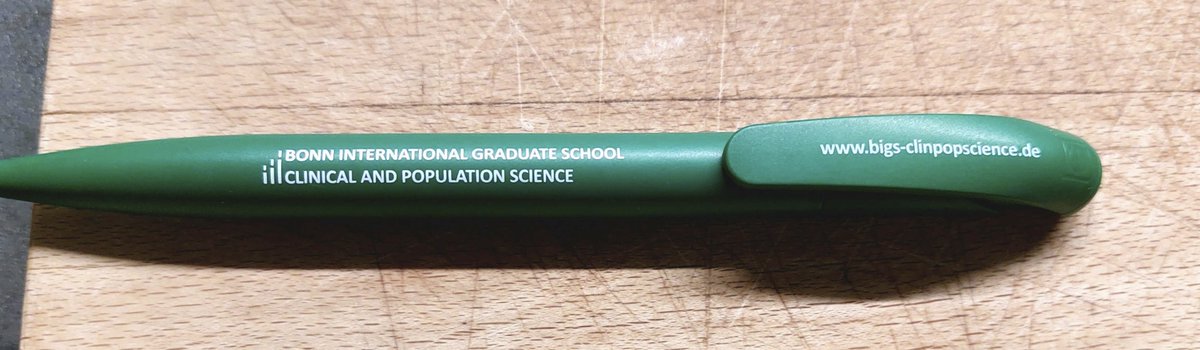 BONN INTERNATIONAL GRADUATE SCHOOL
CLINICAL AND POPULATION SCIENCE
www.bigs-clinpopscience.de